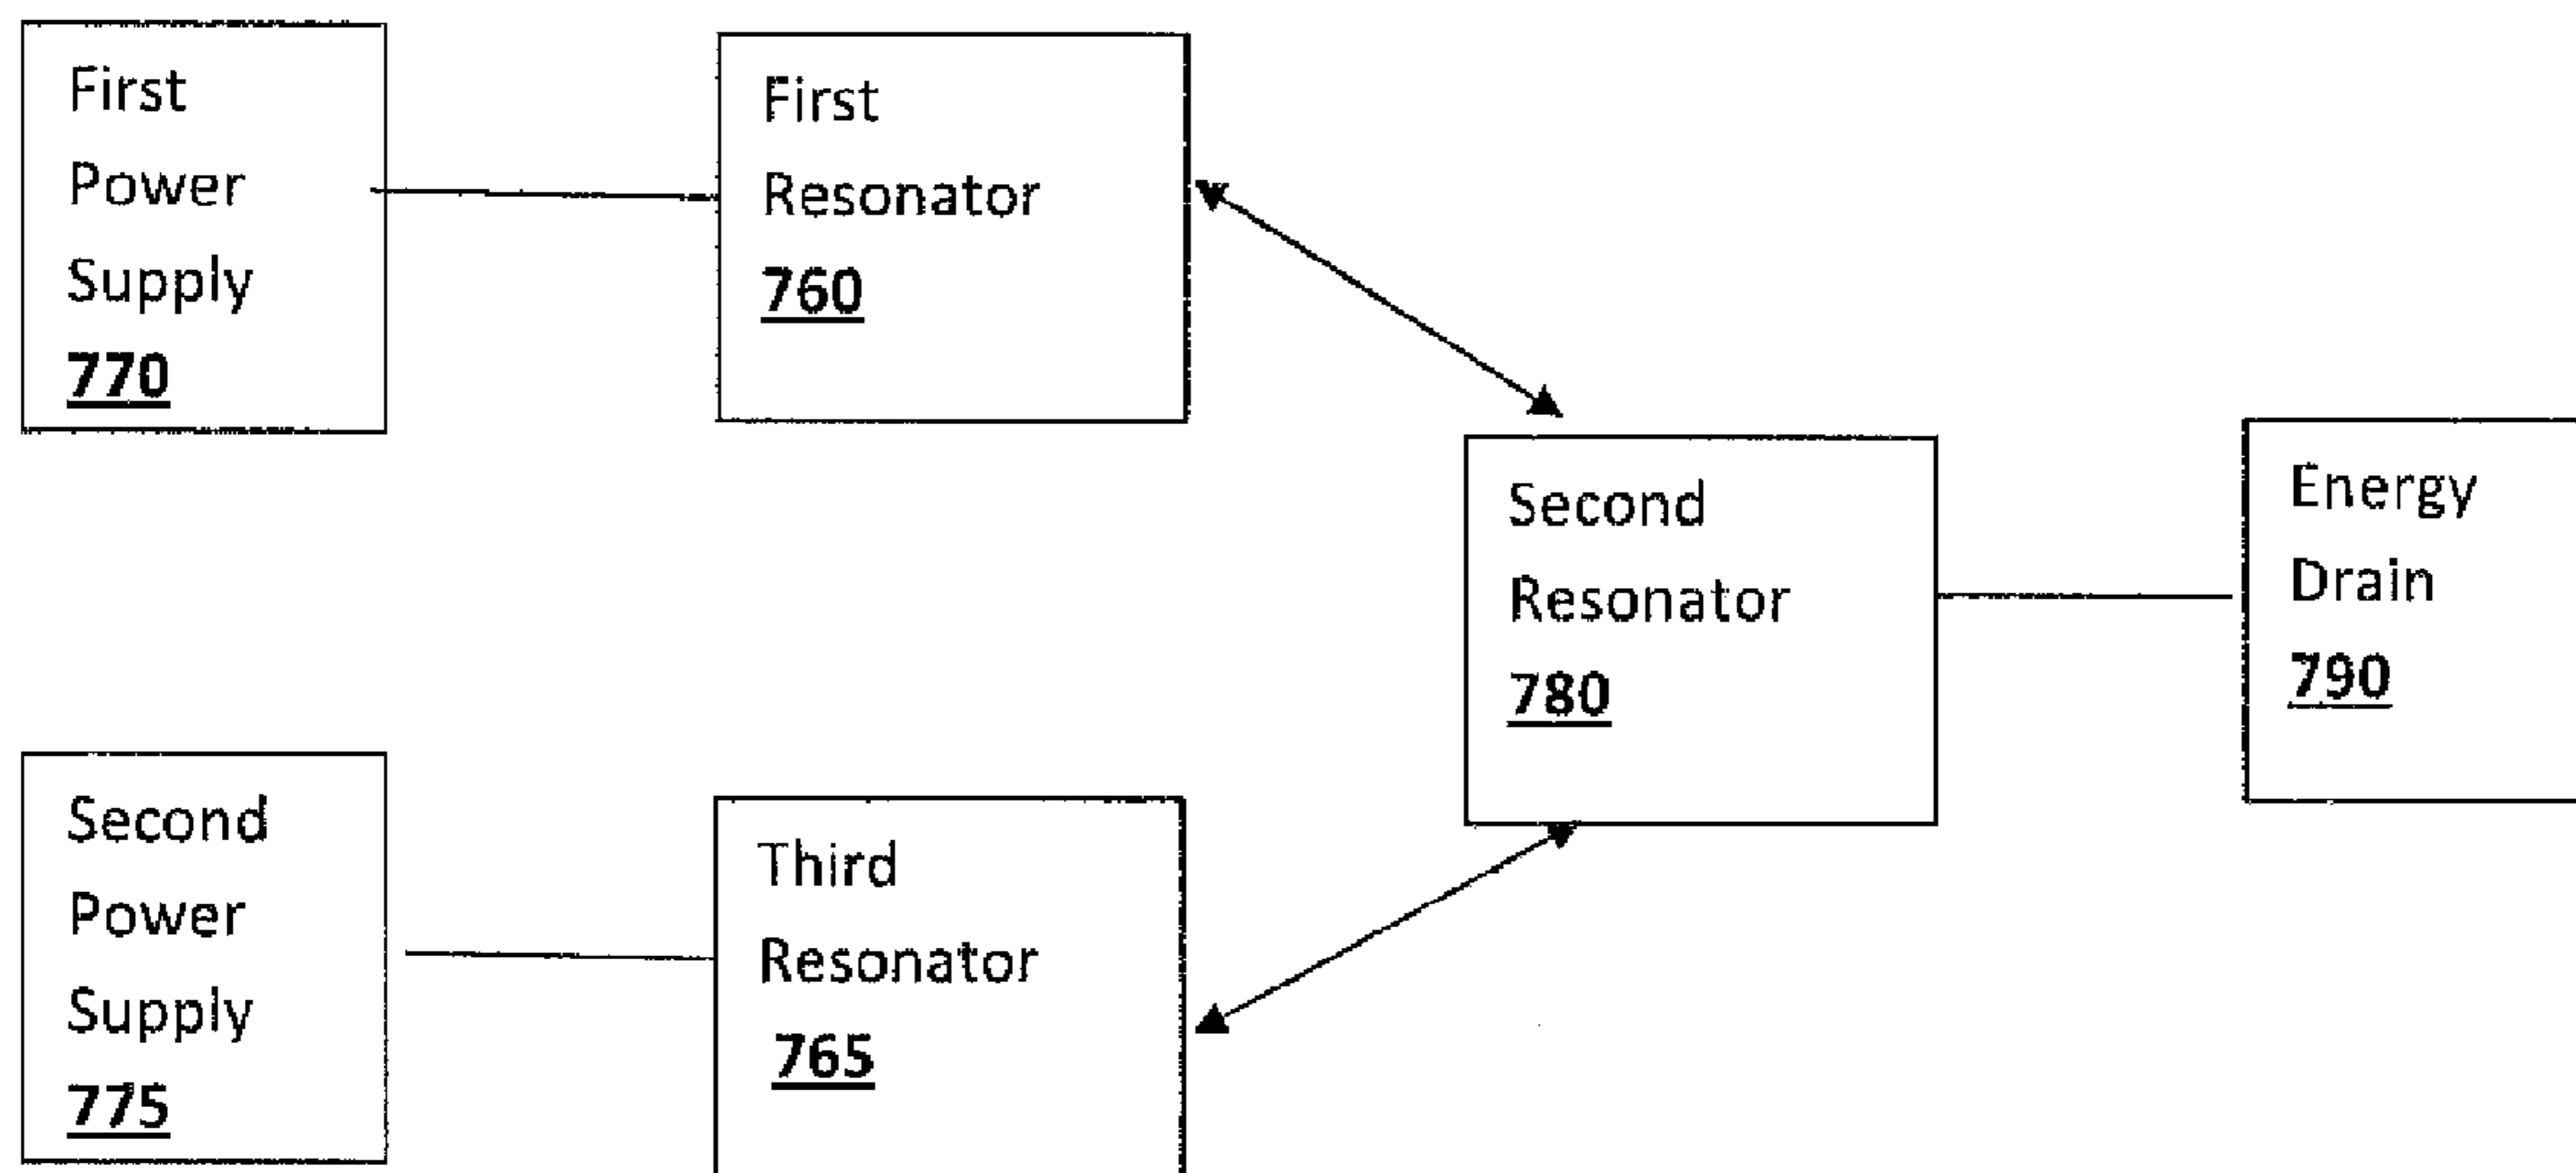 First
Power
Supply
770
First
Resonator
760
Second
Resonator
780
Energy
Drain
790
Second
Power
Supply
775
Third
Resonator
765